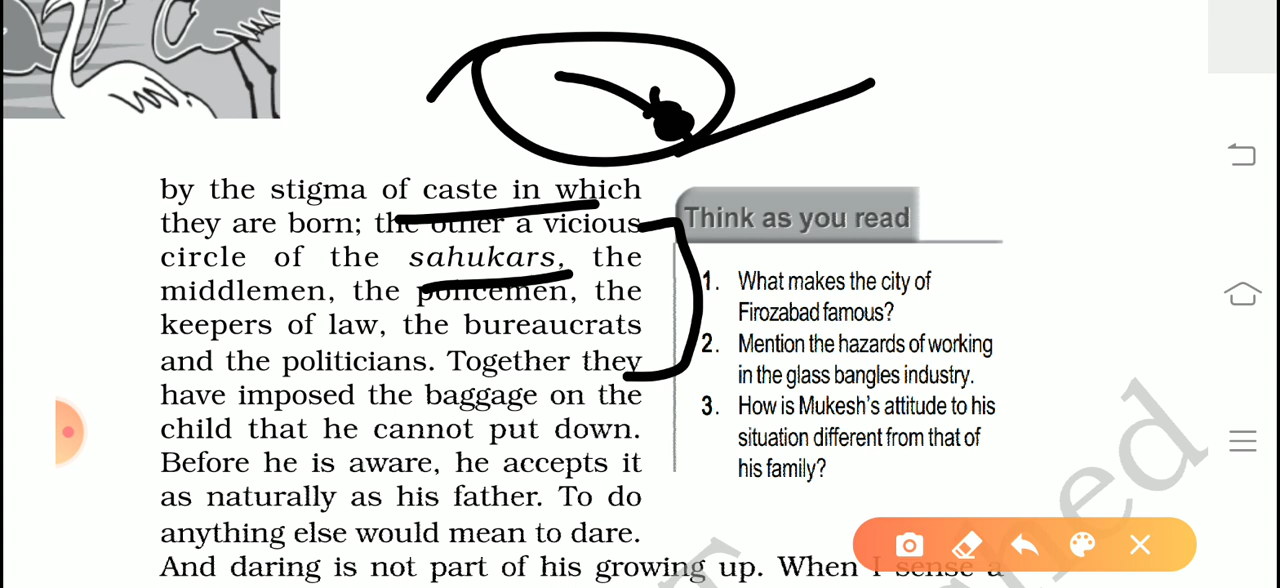 by the stigma of caste in which
they are born; the other a vicious
circle of the sahukars, the
middlemen, the policemen, the
keepers of law, the bureaucrats
and the politicians. Together they
have imposed the baggage on the
child that he cannot put down.
Before he is aware, he accepts it
as naturally as his father. To do
anything else would mean to dare.
And daring is not part of his growing up. When I sense a
Think as you read
1. What makes the city of
Firozabad famous?
2. Mention the hazards of working
in the glass bangles industry.
3. How is Mukesh's attitude to his
situation different from that of
his family?